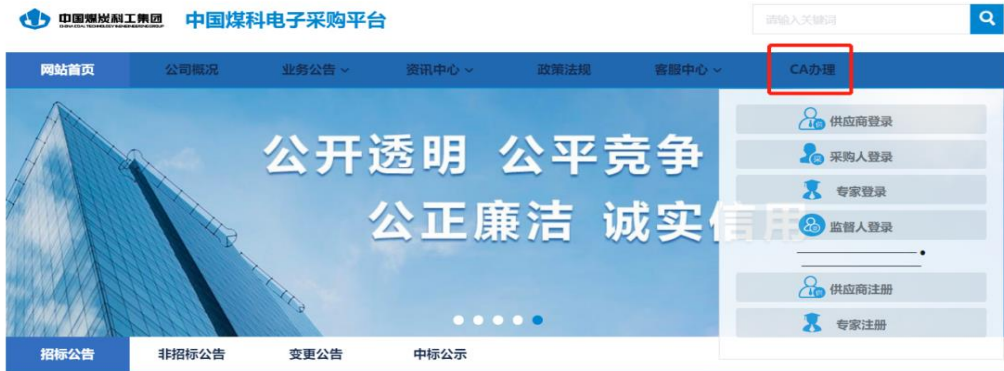 中国煤炭科工集团 中国煤科电子采购平台 请输入关键词
网站首页 公司概况 业务公告 资讯中心 政策法规 客服中心 CA办理
公开透明 公平竞争
公正廉洁 诚实信用
供应商登录
采购人登录
专家登录
监督人登录
供应商注册
专家注册
招标公告 非招标公告 变更公告 中标公示